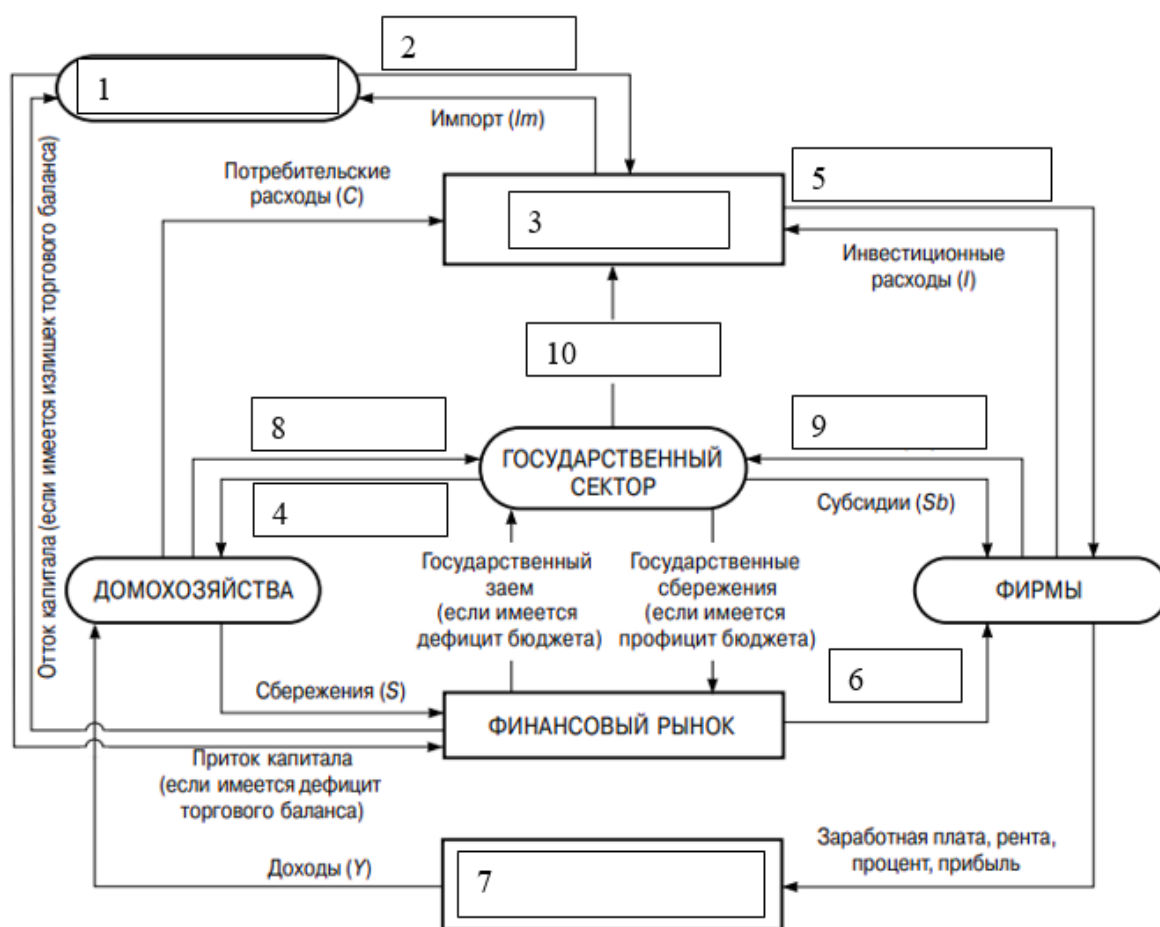 2
1
Импорт (Im)
Потребительские
расходы (C)
5
3
Инвестиционные
расходы (I)
Отток капитала (если имеется излишек торгового баланса)
10
8
9
ГОСУДАРСТВЕННЫЙ
СЕКТОР
4
Субсидии (Sb)
Государственный
заем
(если имеется
дефицит бюджета)
Государственные
сбережения
(если имеется
профицит бюджета)
ДОМОХОЗЯЙСТВА
ФИРМЫ
6
Сбережения (S)
ФИНАНСОВЫЙ РЫНОК
Приток капитала
(если имеется дефицит
торгового баланса)
Заработная плата, рента,
процент, прибыль
Доходы (Y)
7